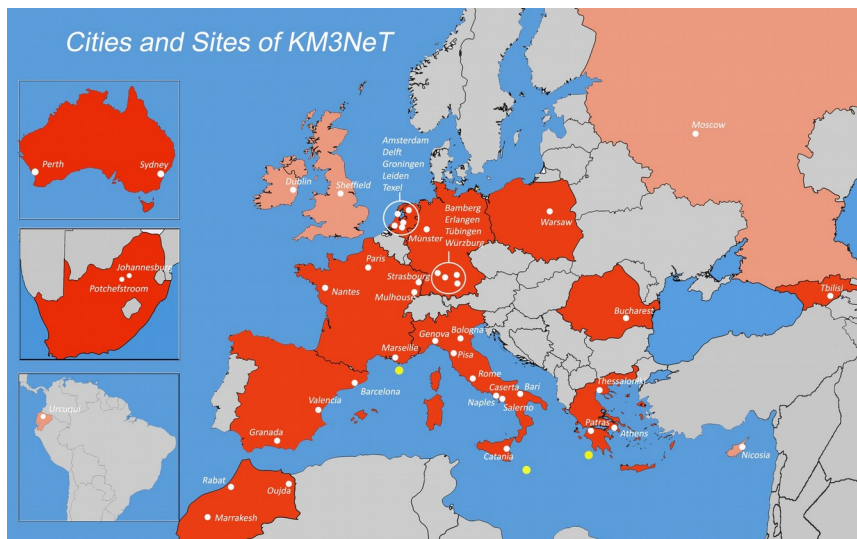 Cities and Sites of KM3NeT
Perth
Sydney
Johannesburg
Potchefstroom
Urcuqui
Amsterdam
Delft
Groningen
Leiden
Texel
Dublin
Sheffield
Moscow
Bamberg
Erlangen
Tübingen
Würzburg
Münster
Warsaw
Paris
Strasbourg
Nantes
Mulhouse
Tbilisi
Bucharest
Genova
Bologna
Marseille
Pisa
Rome
Barcelona
Valencia
Granada
Caserta
Bari
Naples
Salerno
Thessaloniki
Patras
Athens
Catania
Nicosia
Rabat
Oujda
Marrakesh